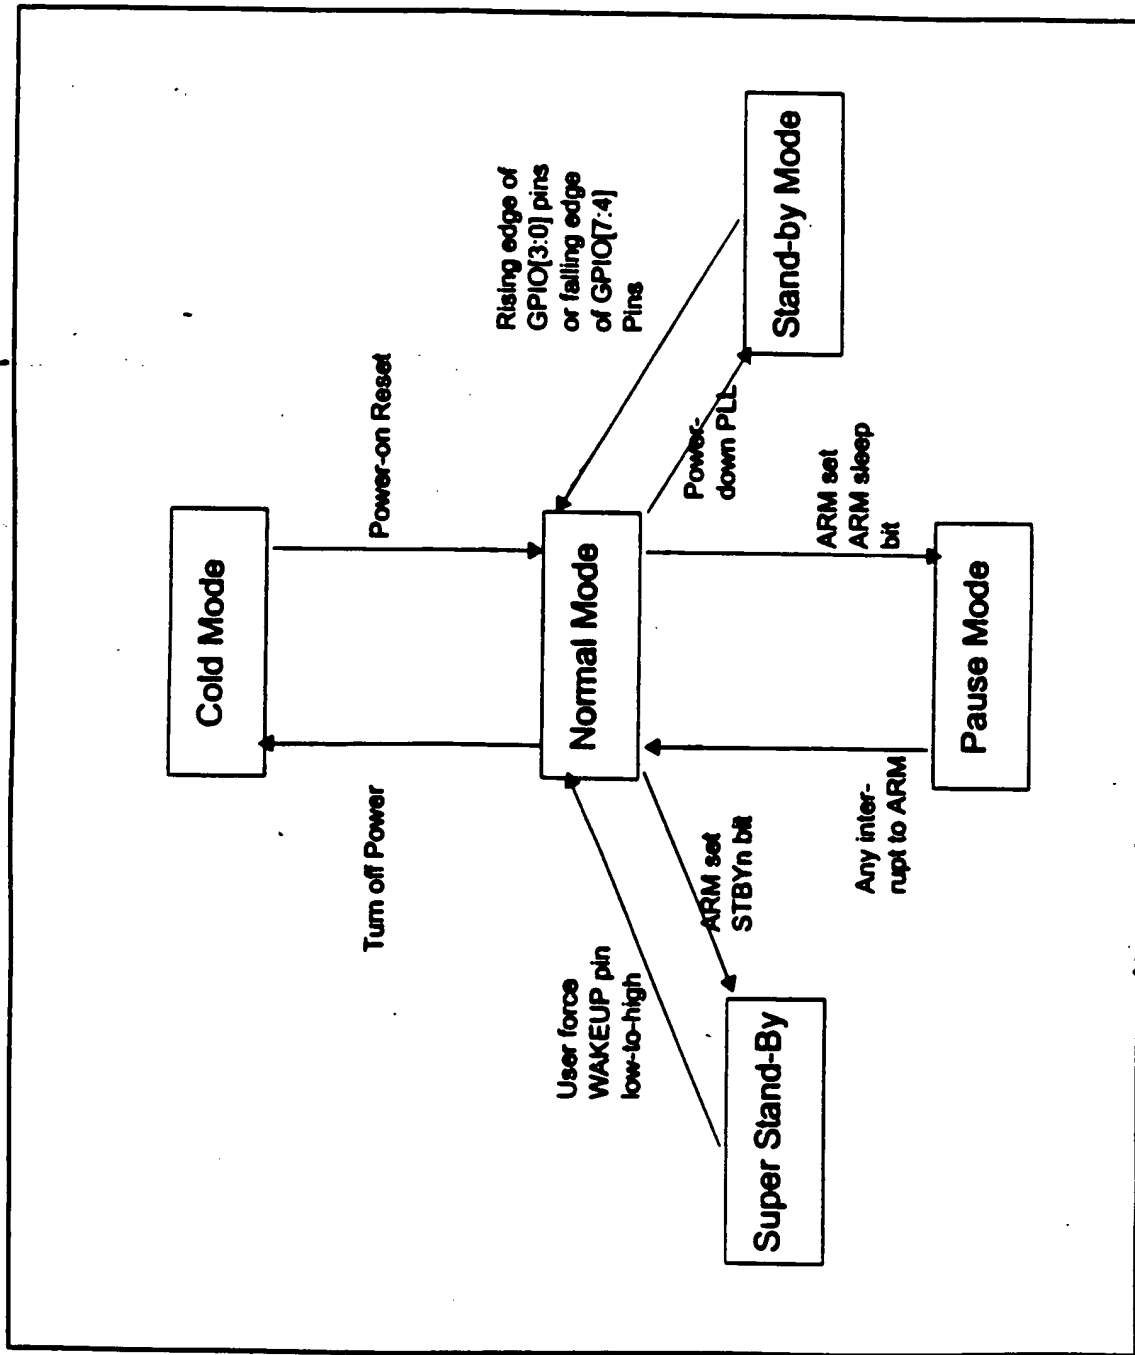 Cold Mode
Turn off Power
Power-on Reset
User force
WAKEUP pin
low-to-high
Normal Mode
Rising edge of
GPIO[3:0] pins
or falling edge
of GPIO[7:4]
Pins
ARM set
STBYn bit
Power-
down PLL
Super Stand-By
Stand-by Mode
Any inter-
rupt to ARM
ARM set
ARM sleep
bit
Pause Mode